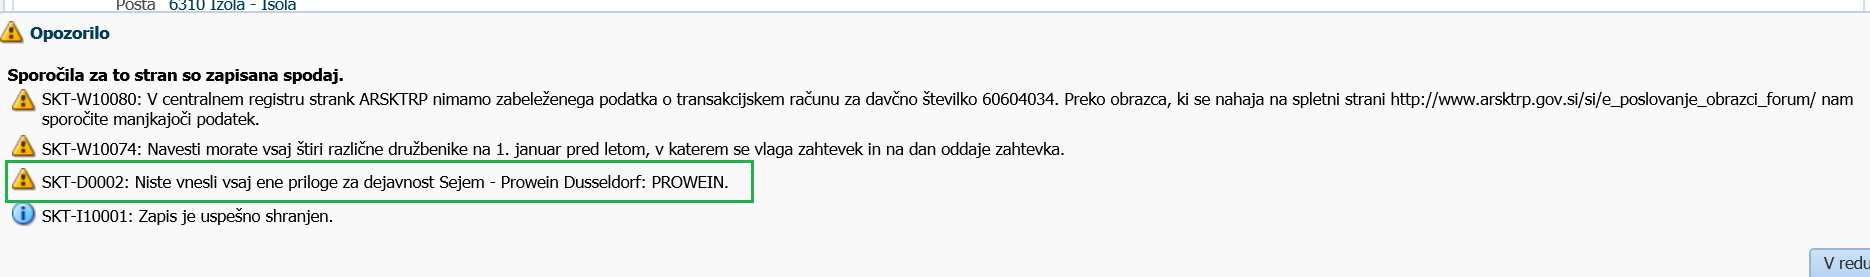 Pošta 6310 Izola - Isola
Opozorilo
Sporočila za to stran so zapisana spodaj.
SKT-W10080: V centralnem registru strank ARSKTRP nimamo zabeleženega podatka o transakcijskem računu za davčno številko 60604034. Preko obrazca, ki se nahaja na spletni strani http://www.arsktrp.gov.si/si/e_poslovanje_obrazci_forum/ nam
sporočite manjkajoči podatek.
SKT-W10074: Navesti morate vsaj štiri različne družbenike na 1. januar pred letom, v katerem se vlaga zahtevek in na dan oddaje zahtevka.
SKT-D0002: Niste vnesli vsaj ene priloge za dejavnost Sejem - Prowein Dusseldorf: PROWEIN.
SKT-I10001: Zapis je uspešno shranjen.
V redu